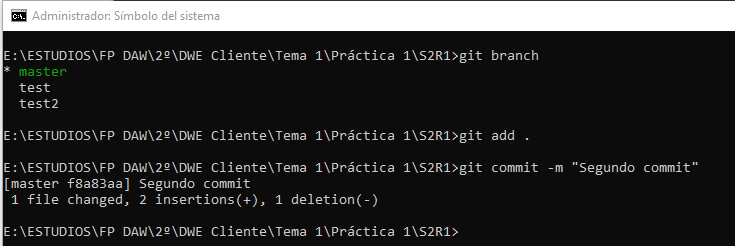 Administrador: Símbolo del sistema
E:\ESTUDIOS\FP DAW\2º\DWE Cliente\Tema 1\Práctica 1\S2R1>git branch
* master
  test
  test2
E:\ESTUDIOS\FP DAW\2º\DWE Cliente\Tema 1\Práctica 1\S2R1>git add .
E:\ESTUDIOS\FP DAW\2º\DWE Cliente\Tema 1\Práctica 1\S2R1>git commit -m "Segundo commit"
[master f8a83aa] Segundo commit
 1 file changed, 2 insertions(+), 1 deletion(-)
E:\ESTUDIOS\FP DAW\2º\DWE Cliente\Tema 1\Práctica 1\S2R1>